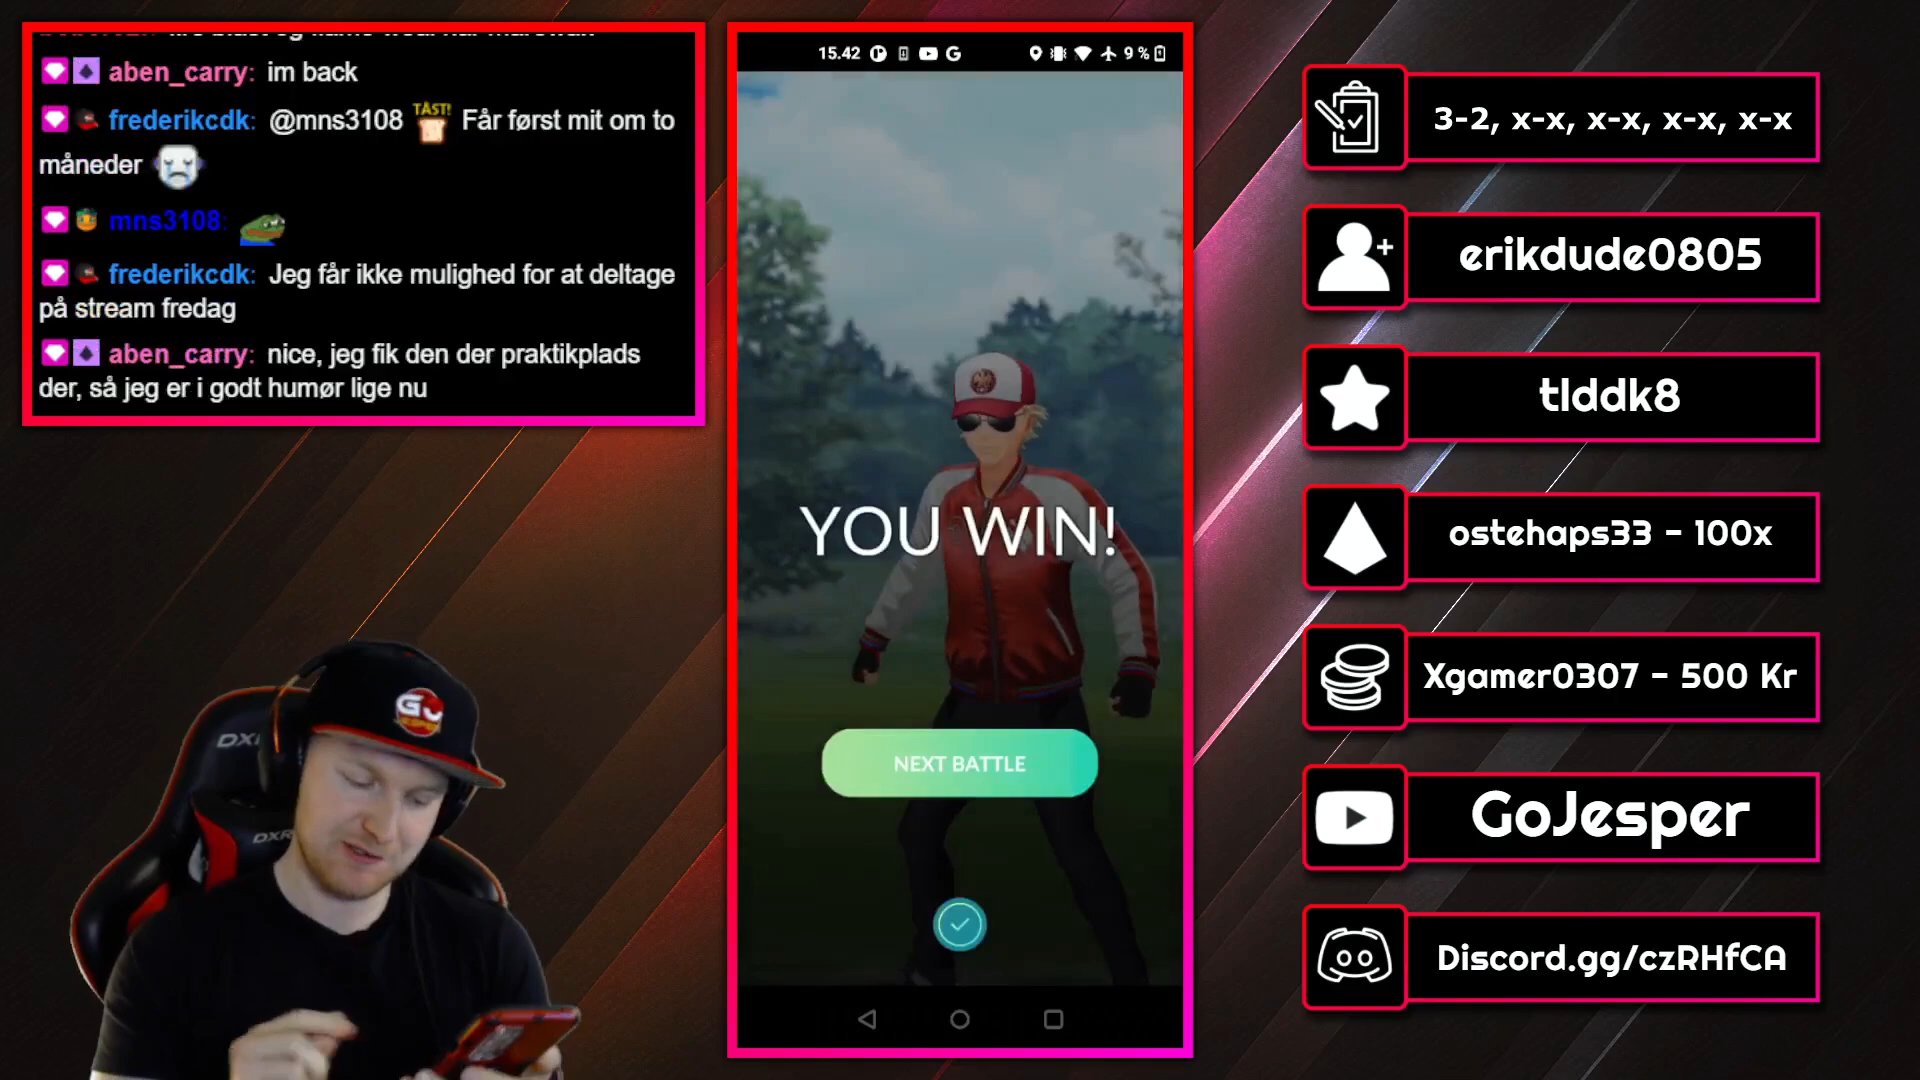 aben_carry: im back
frederikcdk: @mns3108 TÅST! Får først mit om to
måneder
mns3108:
frederikcdk: Jeg får ikke mulighed for at deltage
på stream fredag
aben_carry: nice, jeg fik den der praktikplads
der, så jeg er i godt humør lige nu
15.42 G 9 %
YOU WIN!
NEXT BATTLE
3-2, x-x, x-x, x-x, x-x
erikdude0805
tlddk8
ostehaps33 - 100x
Xgamer0307 - 500 Kr
GoJesper
Discord.gg/czRHfCA
GO
JESPER
DX
DXR